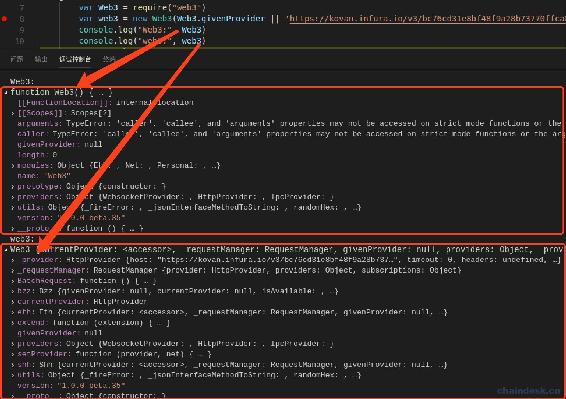 7 var Web3 = require("web3")
8 var web3 = new Web3(Web3.givenProvider || 'https://kovan.infura.io/v3/bc76cd31e8bf48f9a28b73770ffca
9 console.log("Web3:", Web3)
10 console.log("web3:", web3)
问题 输出 调试控制台 终端
Web3:
function Web3() { … }
[[FunctionLocation]]: internal location
[[Scopes]]: Scopes[2]
arguments: TypeError: 'caller', 'callee', and 'arguments' properties may not be accessed on strict mode functions or the
caller: TypeError: 'caller', 'callee', and 'arguments' properties may not be accessed on strict mode functions or the arg
givenProvider: null
length: 0
modules: Object {Eth: , Net: , Personal: , …}
name: "Web3"
prototype: Object {constructor: }
providers: Object {WebsocketProvider: , HttpProvider: , IpcProvider: }
utils: Object {_fireError: , _jsonInterfaceMethodToString: , randomHex: , …}
version: "1.0.0-beta.35"
__proto__: function () { … }
web3:
Web3 {currentProvider: <accessor>, _requestManager: RequestManager, givenProvider: null, providers: Object, _prov
_provider: HttpProvider {host: "https://kovan.infura.io/v3/bc76cd31e8bf48f9a28b737…", timeout: 0, headers: undefined, …}
_requestManager: RequestManager {provider: HttpProvider, providers: Object, subscriptions: Object}
BatchRequest: function () { … }
bzz: Bzz {givenProvider: null, currentProvider: null, isAvailable: , …}
currentProvider: HttpProvider
eth: Eth {currentProvider: <accessor>, _requestManager: RequestManager, givenProvider: null, …}
extend: function (extension) { … }
givenProvider: null
providers: Object {WebsocketProvider: , HttpProvider: , IpcProvider: }
setProvider: function (provider, net) { … }
shh: Shh {currentProvider: <accessor>, _requestManager: RequestManager, givenProvider: null, …}
utils: Object {_fireError: , _jsonInterfaceMethodToString: , randomHex: , …}
version: "1.0.0-beta.35"
__proto__: Object {constructor: }
chaindesk.cn